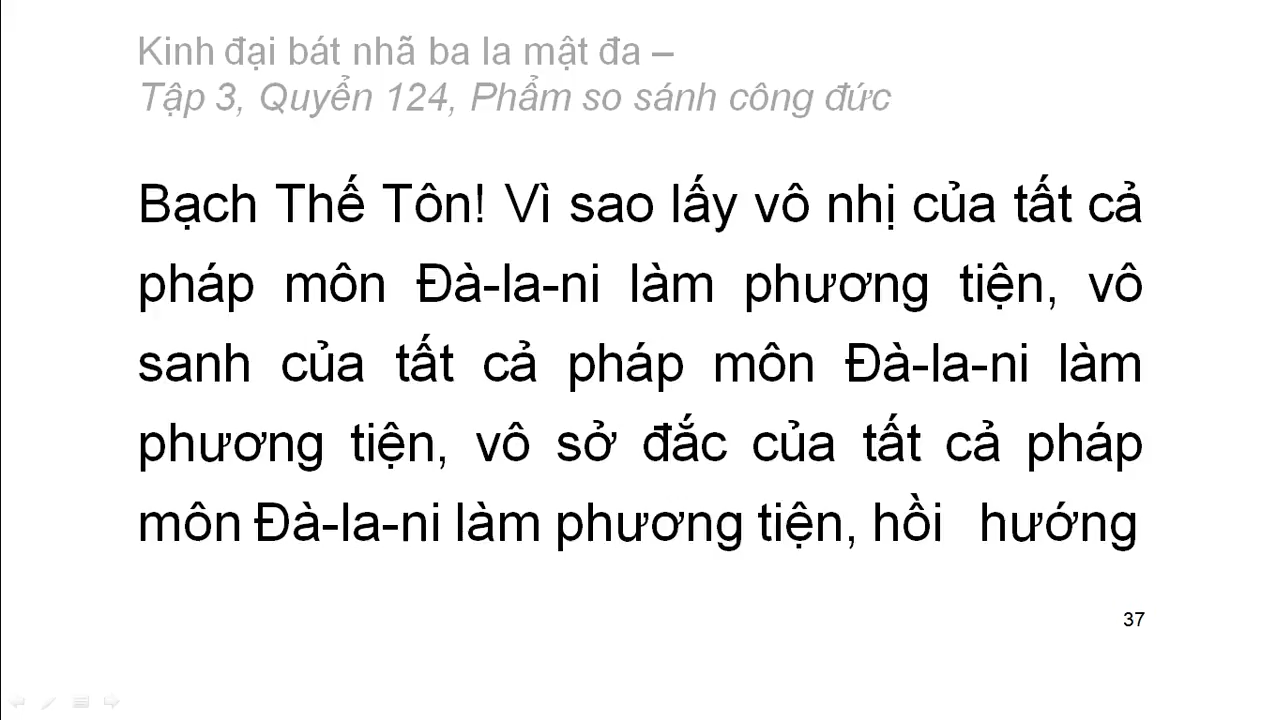 Kinh đại bát nhã ba la mật đa –
Tập 3, Quyển 124, Phẩm so sánh công đức
Bạch Thế Tôn! Vì sao lấy vô nhị của tất cả
pháp môn Đà-la-ni làm phương tiện, vô
sanh của tất cả pháp môn Đà-la-ni làm
phương tiện, vô sở đắc của tất cả pháp
môn Đà-la-ni làm phương tiện, hồi hướng
37